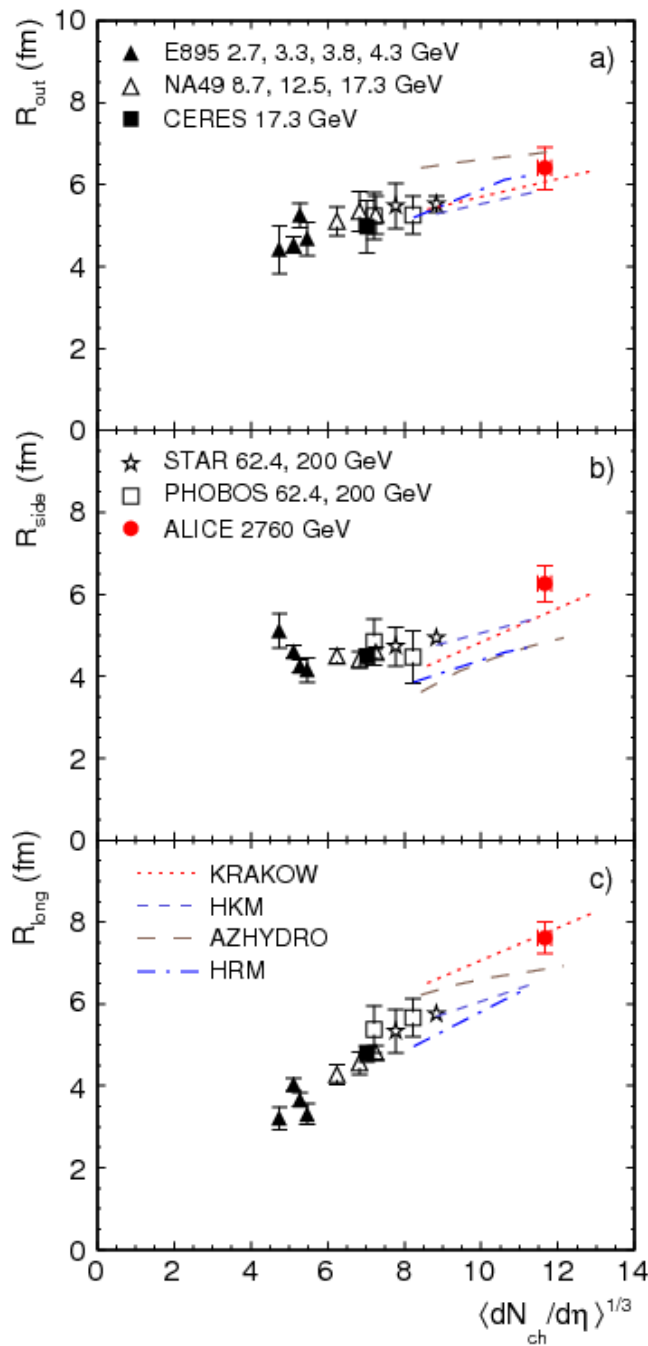 10
8
6
4
2
0
R_out (fm)
E895 2.7, 3.3, 3.8, 4.3 GeV
NA49 8.7, 12.5, 17.3 GeV
CERES 17.3 GeV
a)
8
6
4
2
0
R_side (fm)
STAR 62.4, 200 GeV
PHOBOS 62.4, 200 GeV
ALICE 2760 GeV
b)
8
6
4
2
0
R_long (fm)
KRAKOW
HKM
AZHYDRO
HRM
c)
0 2 4 6 8 10 12 14
⟨dN_ch/dη⟩^1/3